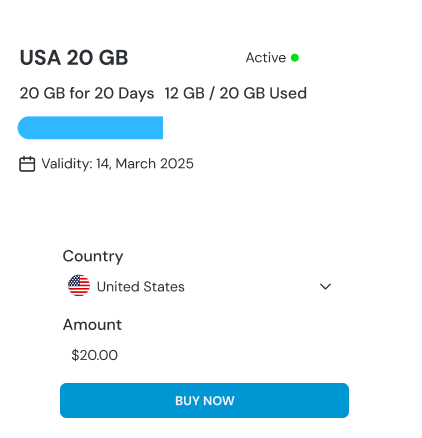 USA 20 GB Active
20 GB for 20 Days 12 GB / 20 GB Used
Validity: 14, March 2025
Country
United States
Amount
$20.00
BUY NOW